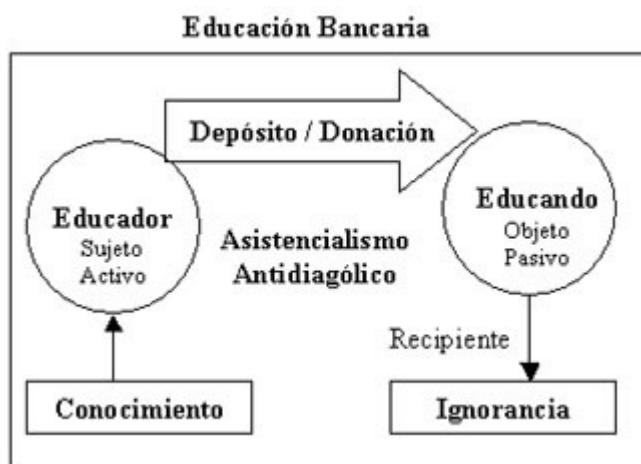 Educación Bancaria
Depósito / Donación
Educador
Sujeto
Activo
Asistencialismo
Antidiagólico
Educando
Objeto
Pasivo
Recipiente
Conocimiento
Ignorancia